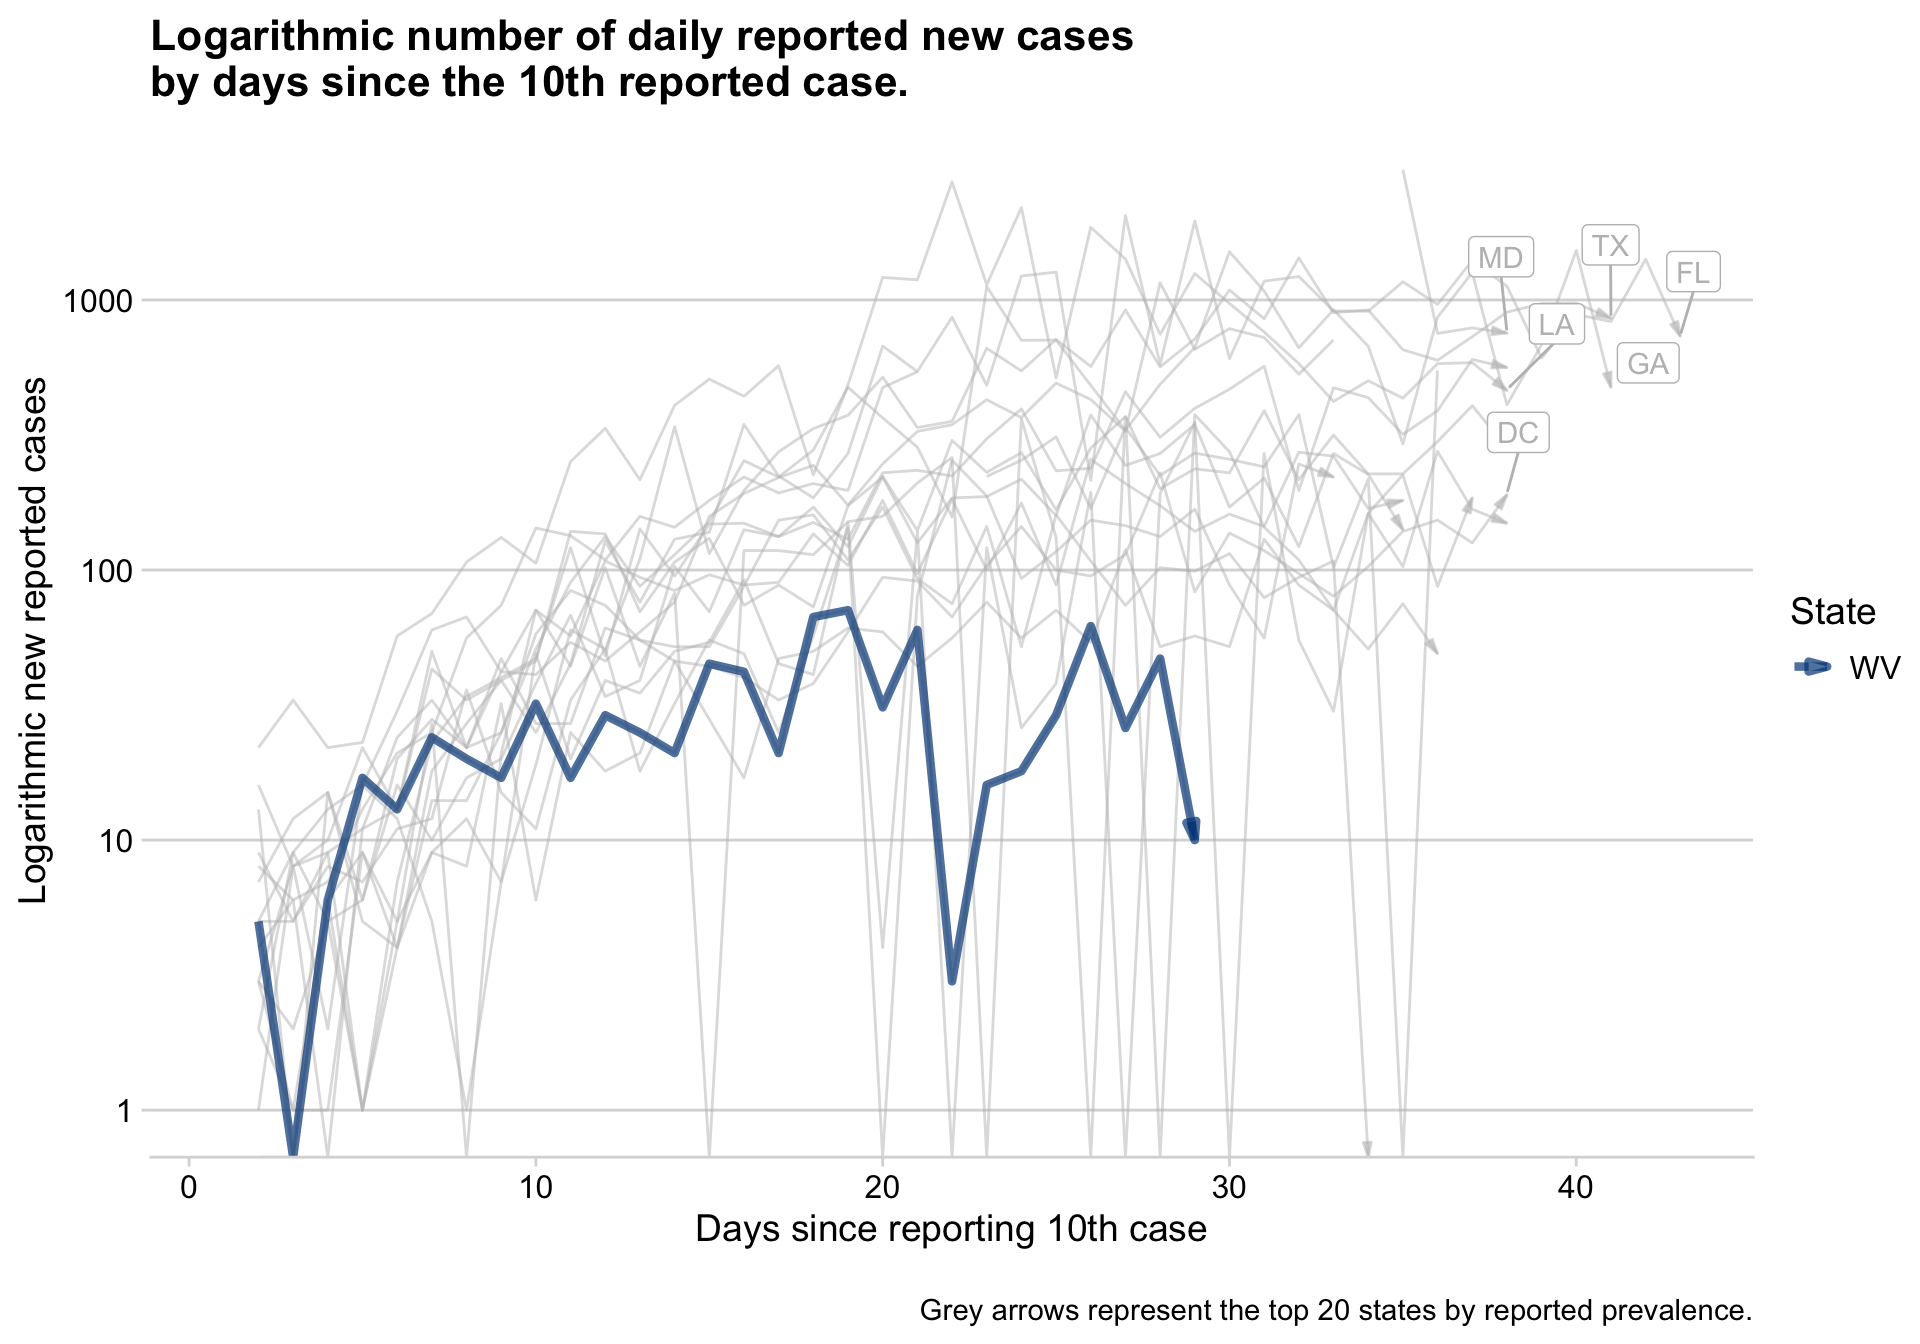 Logarithmic number of daily reported new cases
by days since the 10th reported case.
Logarithmic new reported cases
1000
100
10
1
MD
TX
FL
LA
GA
DC
State
WV
0
10
20
30
40
Days since reporting 10th case
Grey arrows represent the top 20 states by reported prevalence.